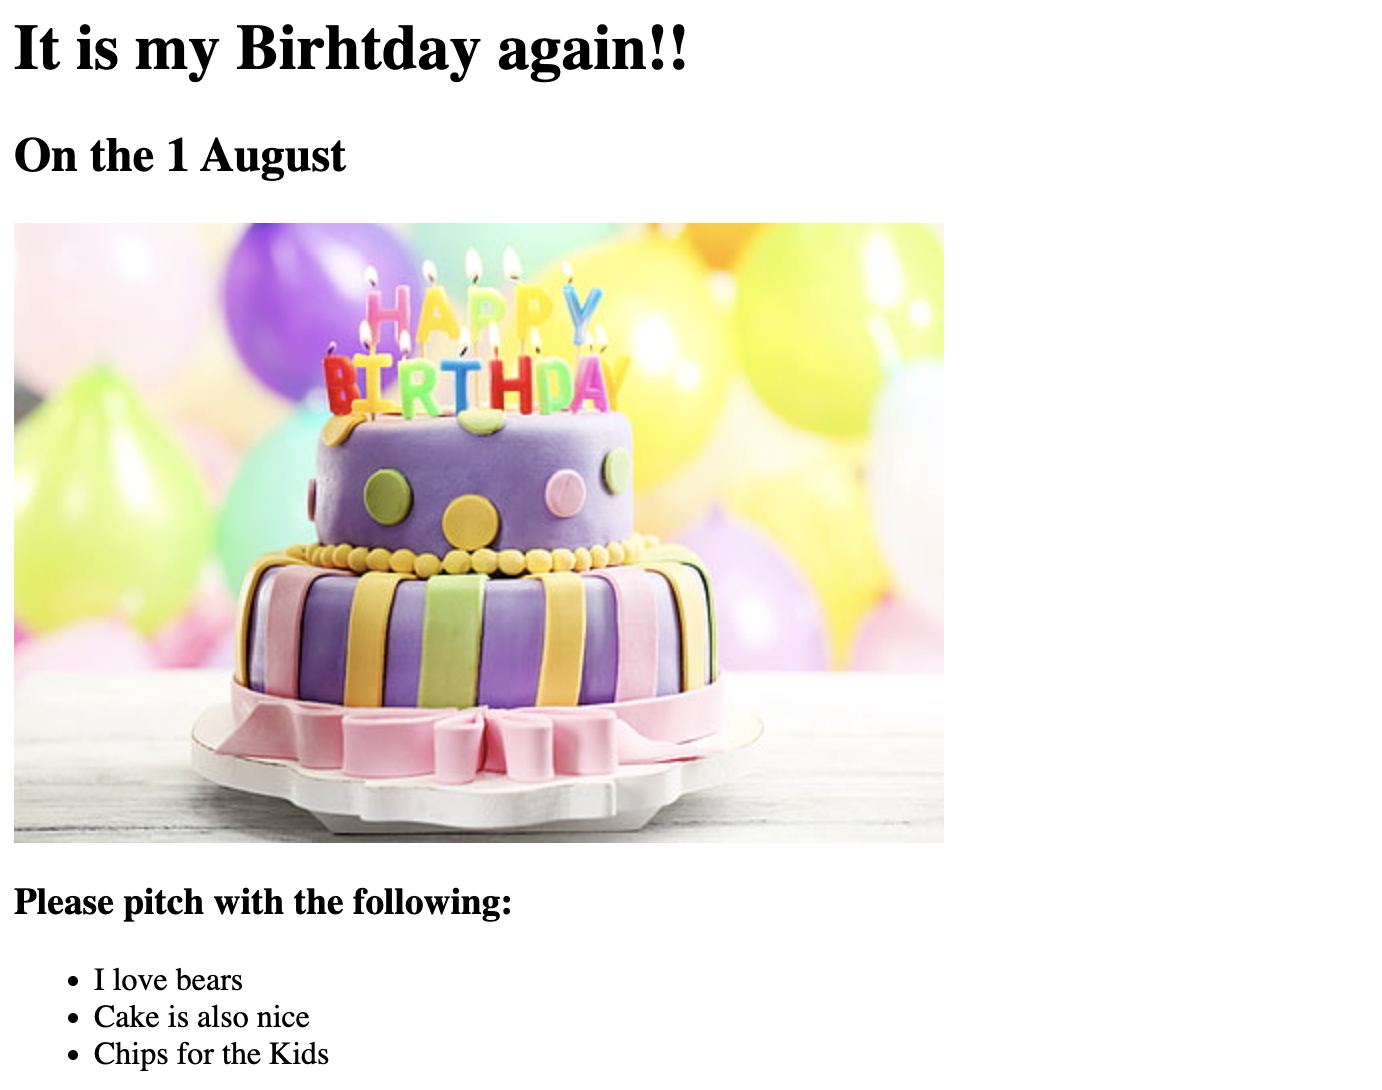 It is my Birhtday again!!
On the 1 August
HAPPY
BIRTHDAY
Please pitch with the following:
I love bears
Cake is also nice
Chips for the Kids